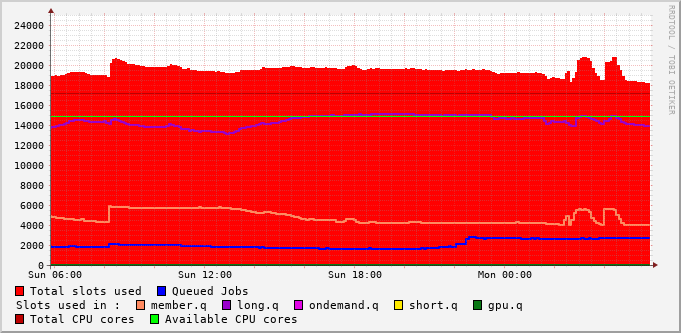 RRDTOOL / TOBI OETIKER
24000
22000
20000
18000
16000
14000
12000
10000
8000
6000
4000
2000
0
Sun 06:00 Sun 12:00 Sun 18:00 Mon 00:00
Total slots used Queued Jobs
Slots used in : member.q long.q ondemand.q short.q gpu.q
Total CPU cores Available CPU cores